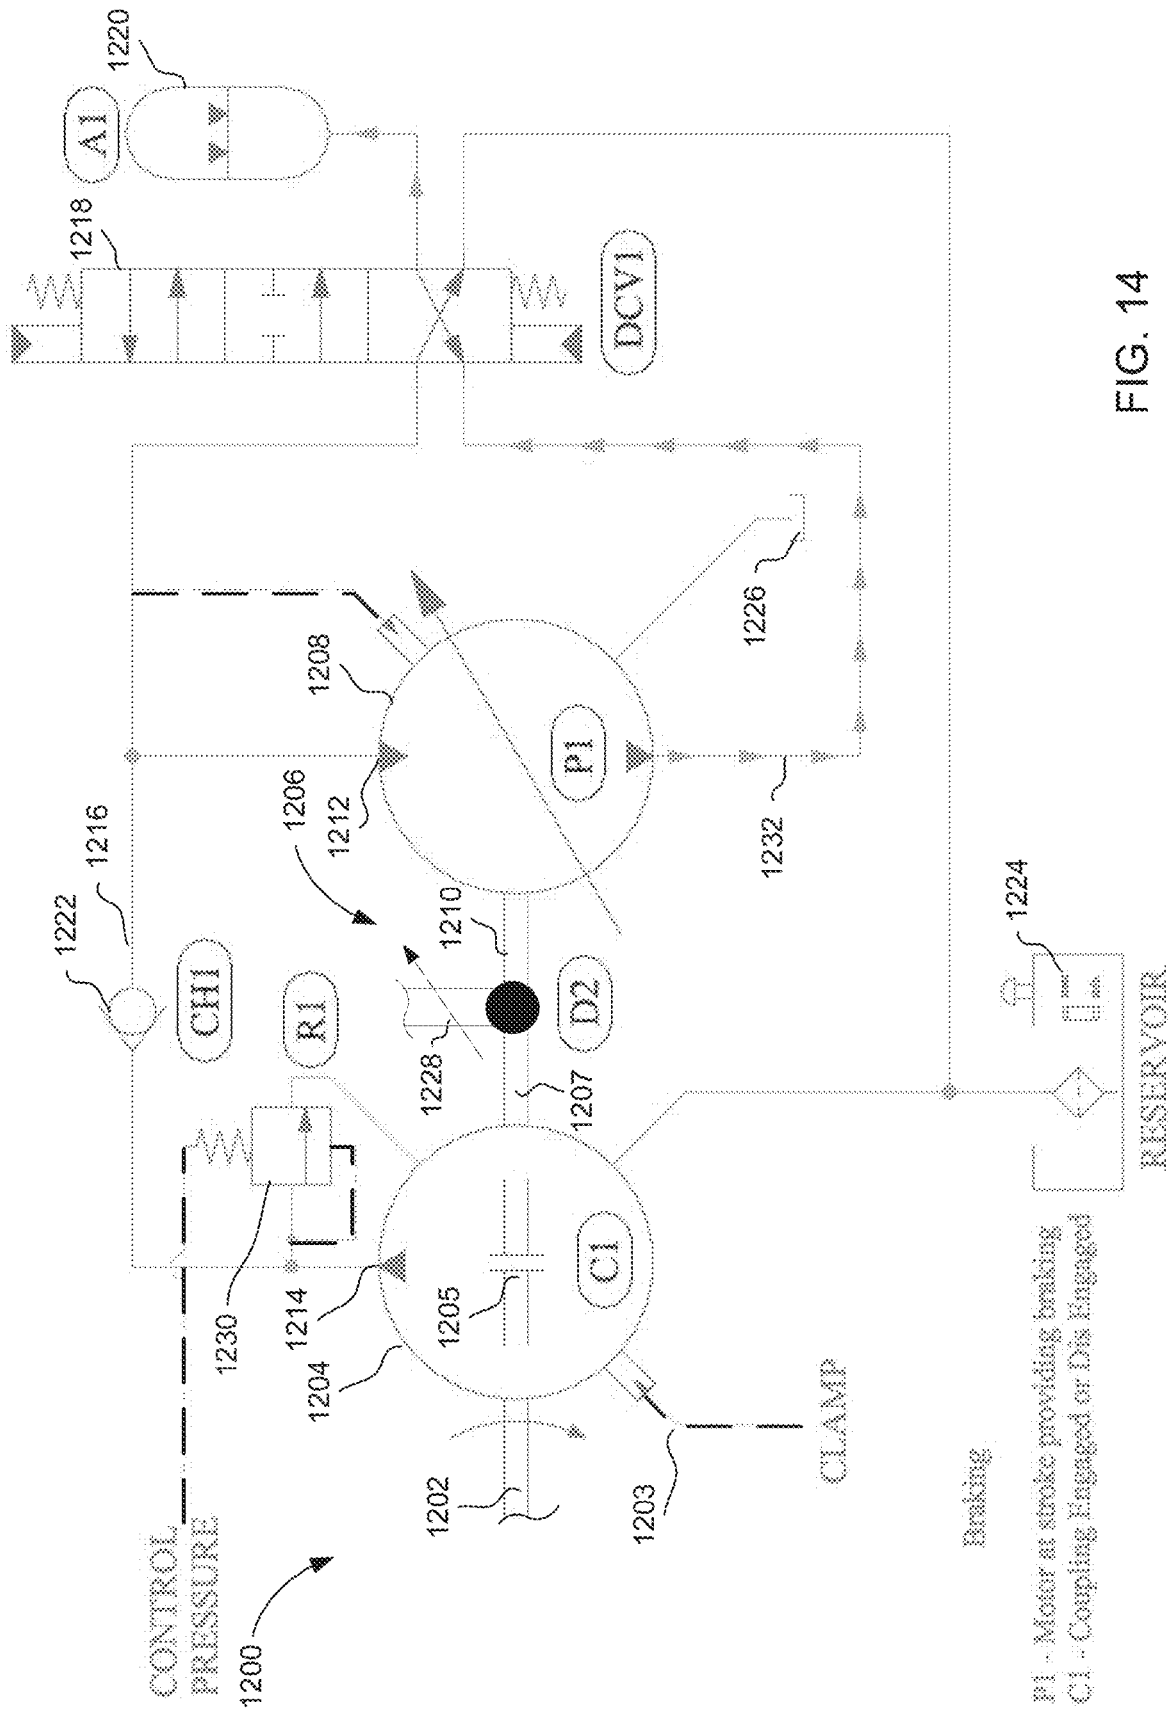 CONTROL
PRESSURE
1200
1230
1214
1204
1202
1203
1205
C1
CLAMP
R1
CH1
1222
1216
1228
1207
D2
1210
1206
1212
1208
P1
1232
1226
1218
DCV1
A1
1220
1224
RESERVOIR
Braking
P1 - Motor at stroke providing braking
C1 - Coupling Engaged or Dis Engaged
FIG. 14